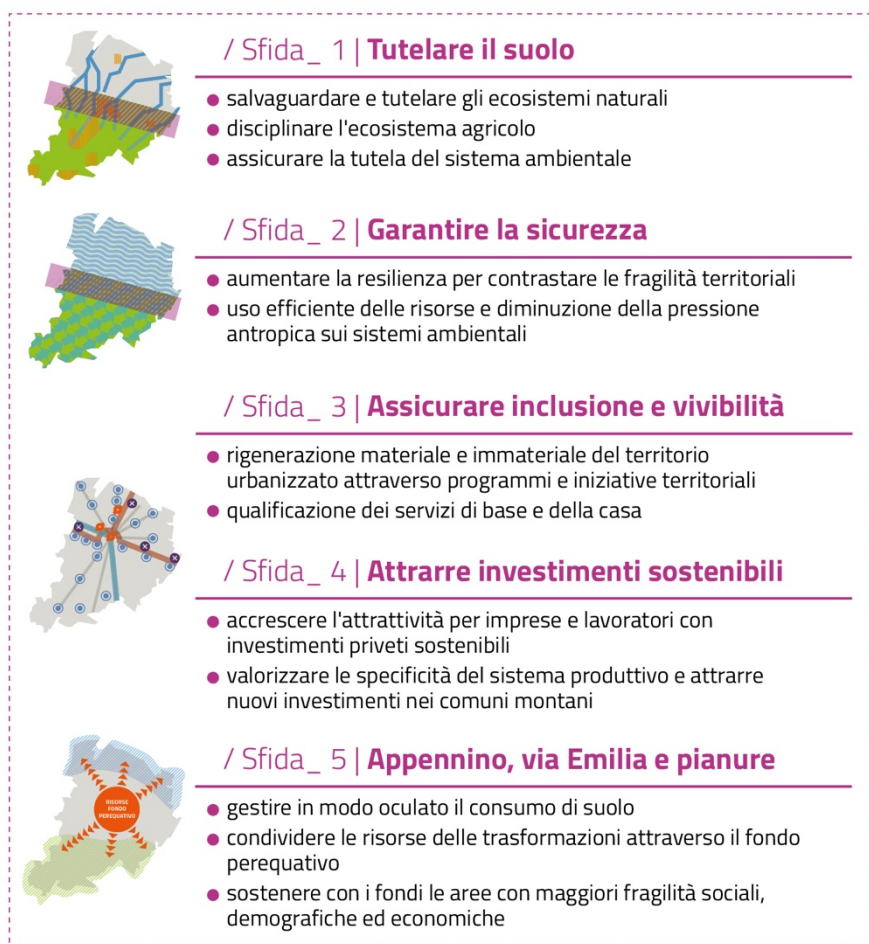 / Sfida_ 1 | Tutelare il suolo
● salvaguardare e tutelare gli ecosistemi naturali
● disciplinare l'ecosistema agricolo
● assicurare la tutela del sistema ambientale
/ Sfida_ 2 | Garantire la sicurezza
● aumentare la resilienza per contrastare le fragilità territoriali
● uso efficiente delle risorse e diminuzione della pressione
antropica sui sistemi ambientali
/ Sfida_ 3 | Assicurare inclusione e vivibilità
● rigenerazione materiale e immateriale del territorio
urbanizzato attraverso programmi e iniziative territoriali
● qualificazione dei servizi di base e della casa
/ Sfida_ 4 | Attrarre investimenti sostenibili
● accrescere l'attrattività per imprese e lavoratori con
investimenti priveti sostenibili
● valorizzare le specificità del sistema produttivo e attrarre
nuovi investimenti nei comuni montani
/ Sfida_ 5 | Appennino, via Emilia e pianure
RISORSE
FONDO
PEREQUATIVO
● gestire in modo oculato il consumo di suolo
● condividere le risorse delle trasformazioni attraverso il fondo
perequativo
● sostenere con i fondi le aree con maggiori fragilità sociali,
demografiche ed economiche